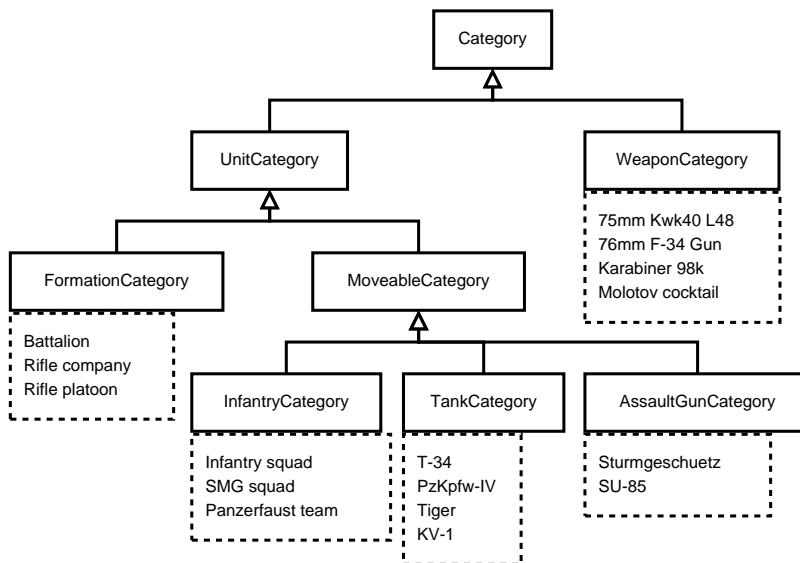 Category
UnitCategory
WeaponCategory
75mm Kwk40 L48
76mm F-34 Gun
Karabiner 98k
Molotov cocktail
FormationCategory
MoveableCategory
Battalion
Rifle company
Rifle platoon
InfantryCategory
TankCategory
AssaultGunCategory
Infantry squad
SMG squad
Panzerfaust team
T-34
PzKpfw-IV
Tiger
KV-1
Sturmgeschuetz
SU-85